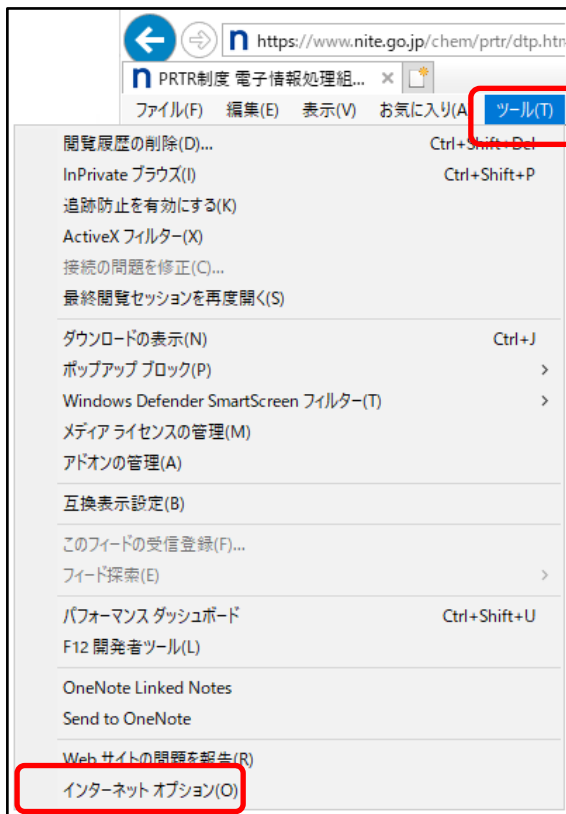 https://www.nite.go.jp/chem/prtr/dtp.htm
PRTR制度 電子情報処理組...
ファイル(F) 編集(E) 表示(V) お気に入り(A ツール(T)
閲覧履歴の削除(D)... Ctrl+Shift+Del
InPrivate ブラウズ(I) Ctrl+Shift+P
追跡防止を有効にする(K)
ActiveX フィルター(X)
接続の問題を修正(C)...
最終閲覧セッションを再度開く(S)
ダウンロードの表示(N) Ctrl+J
ポップアップ ブロック(P)
Windows Defender SmartScreen フィルター(T)
メディア ライセンスの管理(M)
アドオンの管理(A)
互換表示設定(B)
このフィードの受信登録(F)...
フィード探索(E)
パフォーマンス ダッシュボード Ctrl+Shift+U
F12 開発者ツール(L)
OneNote Linked Notes
Send to OneNote
Web サイトの問題を報告(R)
インターネット オプション(O)